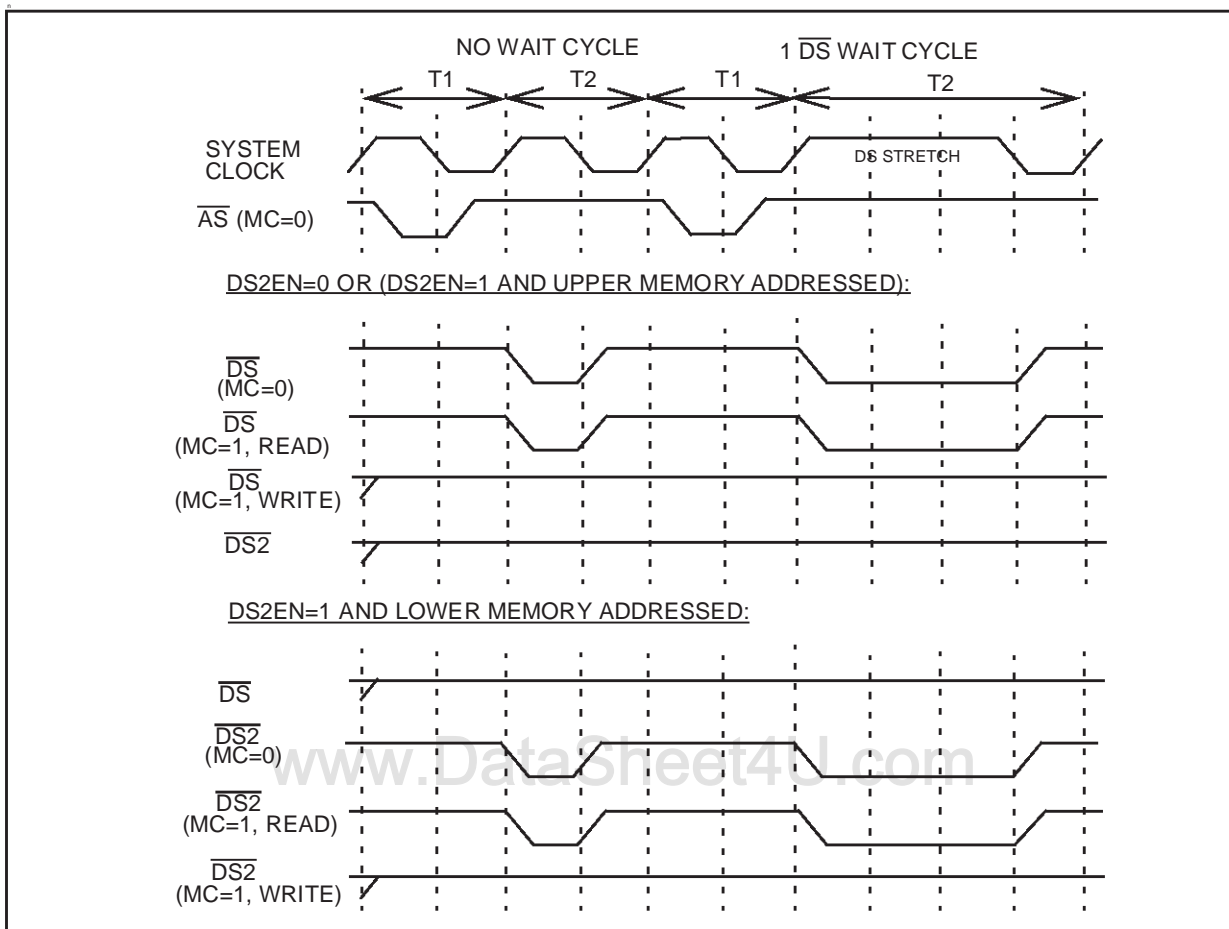 n
NO WAIT CYCLE
1 DS WAIT CYCLE
T1
T2
T1
T2
SYSTEM
CLOCK
DS STRETCH
AS (MC=0)
DS2EN=0 OR (DS2EN=1 AND UPPER MEMORY ADDRESSED):
DS
(MC=0)
DS
(MC=1, READ)
DS
(MC=1, WRITE)
DS2
DS2EN=1 AND LOWER MEMORY ADDRESSED:
DS
DS2
(MC=0)
www.DataSheet4U.com
DS2
(MC=1, READ)
DS2
(MC=1, WRITE)